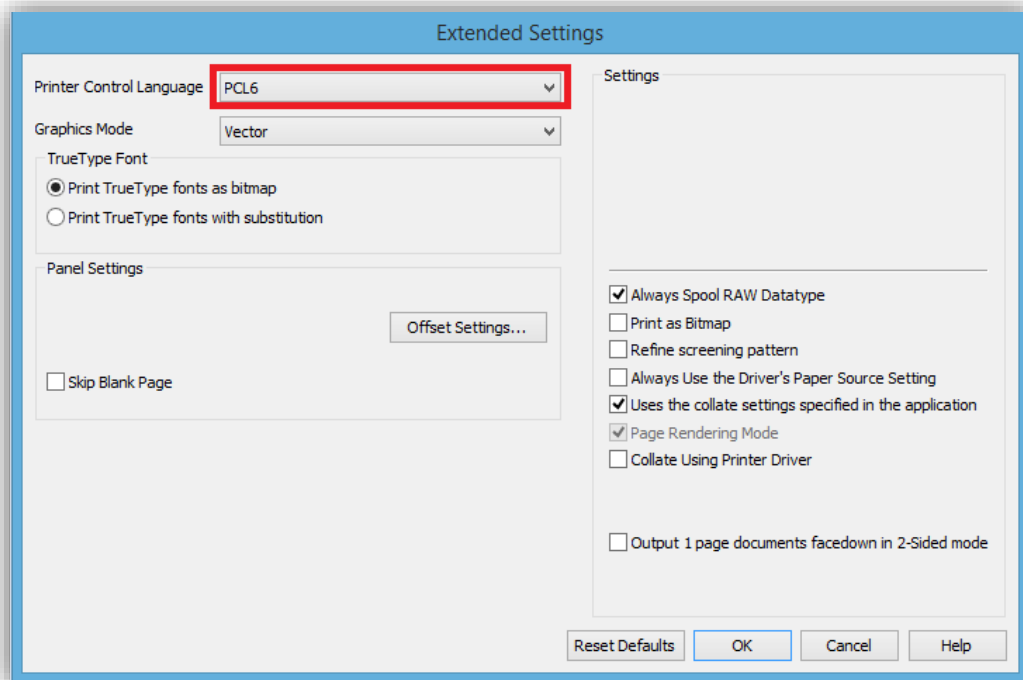 Extended Settings
Printer Control Language
PCL6
Graphics Mode
Vector
TrueType Font
Print TrueType fonts as bitmap
Print TrueType fonts with substitution
Panel Settings
Offset Settings...
Skip Blank Page
Settings
Always Spool RAW Datatype
Print as Bitmap
Refine screening pattern
Always Use the Driver's Paper Source Setting
Uses the collate settings specified in the application
Page Rendering Mode
Collate Using Printer Driver
Output 1 page documents facedown in 2-Sided mode
Reset Defaults
OK
Cancel
Help